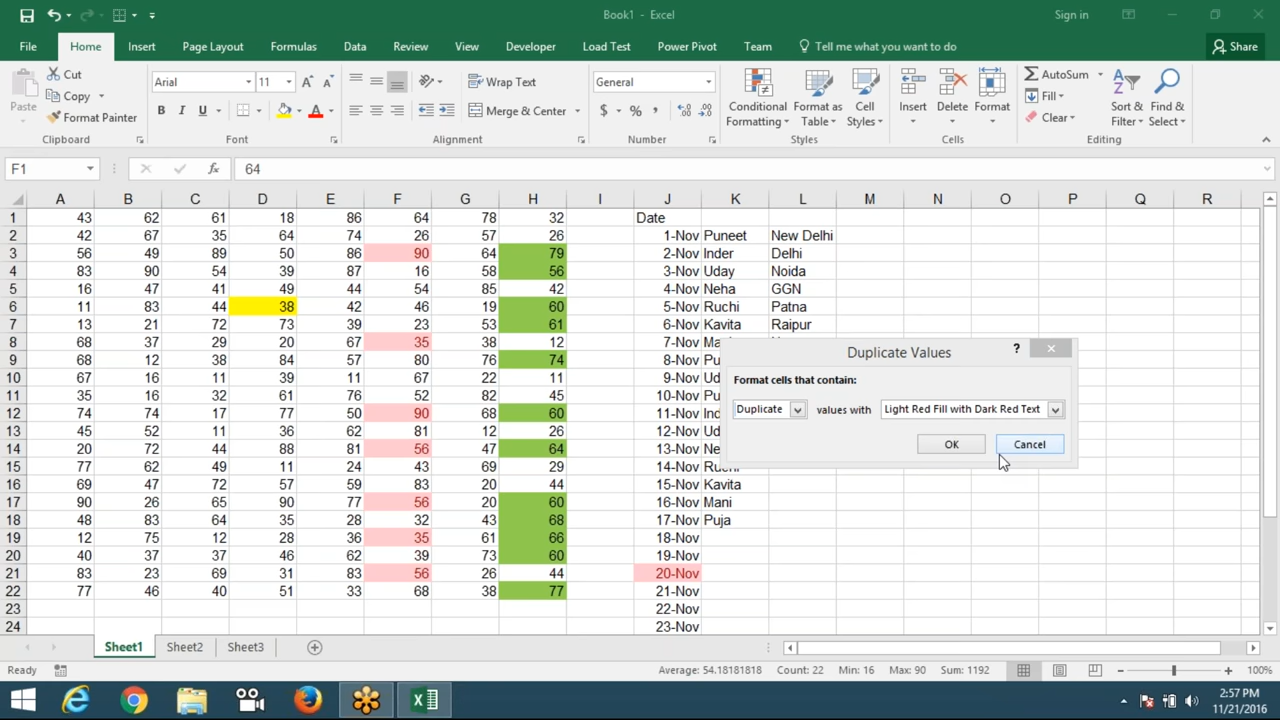 Book1 - Excel
Sign in
File Home Insert Page Layout Formulas Data Review View Developer Load Test Power Pivot Team Tell me what you want to do Share
Paste
Cut
Copy
Format Painter
Arial 11
B I U
Wrap Text
Merge & Center
General
$ % ,
Conditional Formatting
Format as Table
Cell Styles
Insert
Delete
Format
AutoSum
Fill
Clear
Sort & Filter
Find & Select
Clipboard Font Alignment Number Styles Cells Editing
F1 fx 64
A B C D E F G H I J K L M N O P Q R
1 43 62 61 18 86 64 78 32 Date
2 42 67 35 64 74 26 57 26 1-Nov Puneet New Delhi
3 56 49 89 50 86 90 64 79 2-Nov Inder Delhi
4 83 90 54 39 87 16 58 56 3-Nov Uday Noida
5 16 47 41 49 44 54 85 42 4-Nov Neha GGN
6 11 83 44 38 42 46 19 60 5-Nov Ruchi Patna
7 13 21 72 73 39 23 53 61 6-Nov Kavita Raipur
8 68 37 29 20 67 35 38 12 7-Nov
9 68 12 38 84 57 80 76 74 8-Nov Pu
10 67 16 11 39 11 67 22 11 9-Nov Ud
11 35 16 32 61 76 52 82 45 10-Nov Pu
12 74 74 17 77 50 90 68 60 11-Nov Ind
13 45 52 11 36 62 81 12 26 12-Nov Ud
14 20 72 44 88 81 56 47 64 13-Nov Ne
15 77 62 49 11 24 43 69 29 14-Nov Ruchi
16 69 47 72 57 59 83 20 44 15-Nov Kavita
17 90 26 65 90 77 56 20 60 16-Nov Mani
18 48 83 64 35 28 32 43 68 17-Nov Puja
19 12 75 12 28 36 35 61 66 18-Nov
20 40 37 37 46 62 39 73 60 19-Nov
21 83 23 69 31 83 56 26 44 20-Nov
22 77 46 40 51 33 68 38 77 21-Nov
23 22-Nov
24 23-Nov
Duplicate Values
?
Format cells that contain:
Duplicate values with Light Red Fill with Dark Red Text
OK Cancel
Sheet1 Sheet2 Sheet3
Ready Average: 54.18181818 Count: 22 Min: 16 Max: 90 Sum: 1192 100%
2:57 PM
11/21/2016